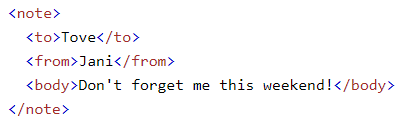 <note>
  <to>Tove</to>
  <from>Jani</from>
  <body>Don't forget me this weekend!</body>
</note>